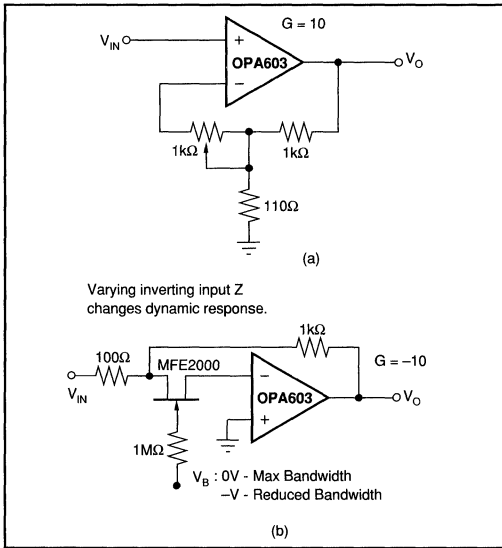 G = 10
V_IN
+
OPA603
−
V_O
1kΩ
1kΩ
110Ω
(a)
Varying inverting input Z
changes dynamic response.
1kΩ
G = −10
100Ω
MFE2000
−
V_IN
OPA603
V_O
+
1MΩ
V_B : 0V - Max Bandwidth
−V - Reduced Bandwidth
(b)